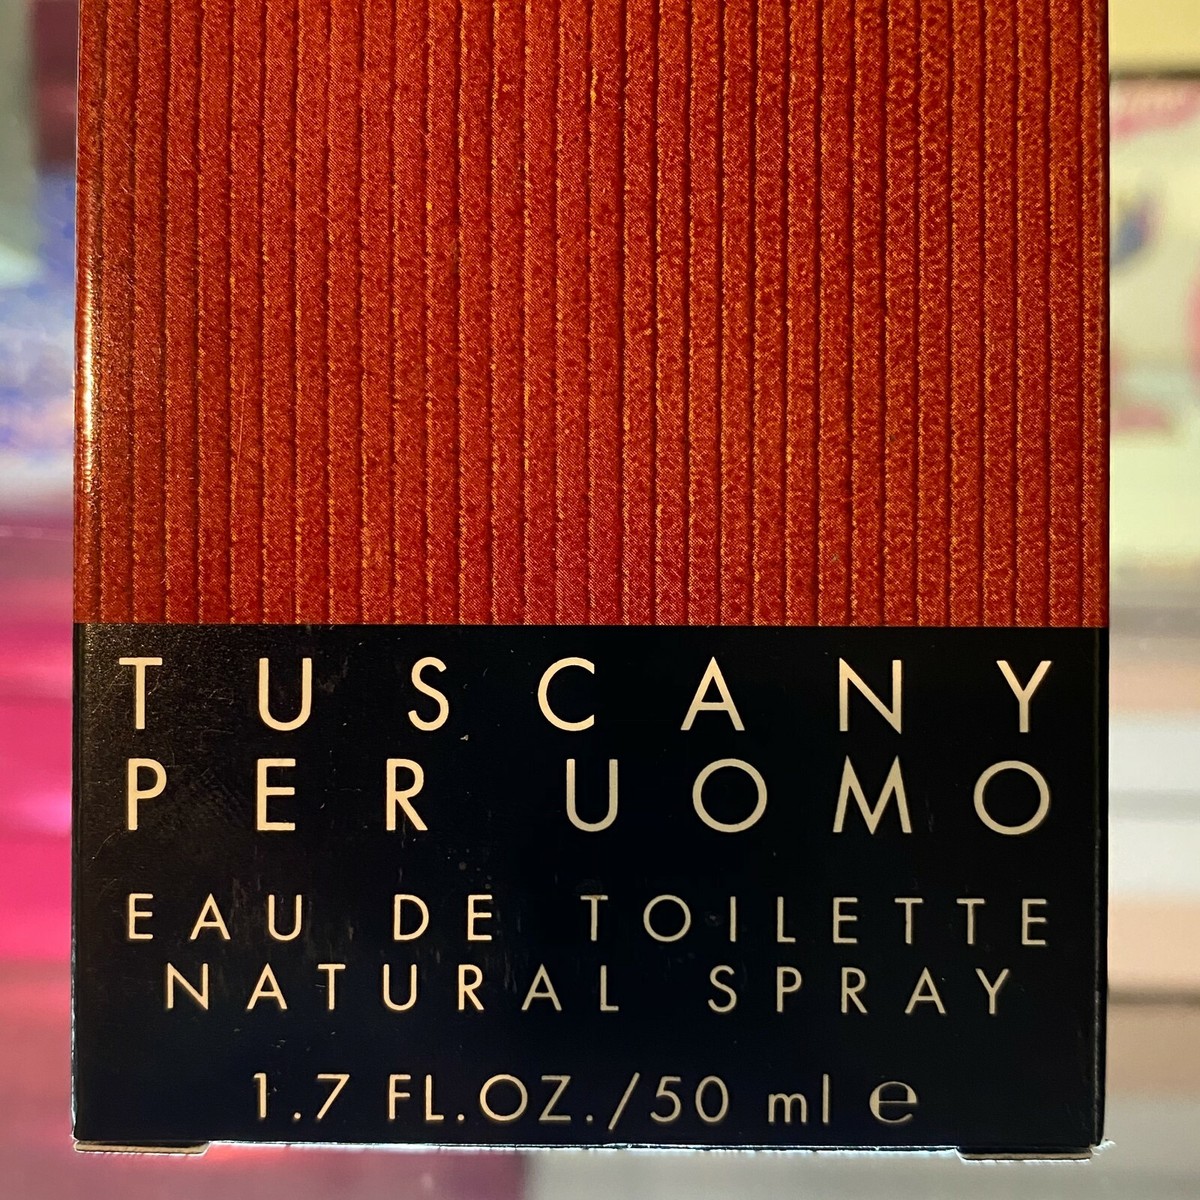 TUSCANY
PER UOMO
EAU DE TOILETTE
NATURAL SPRAY
1.7 FL.OZ./50 ml ℮